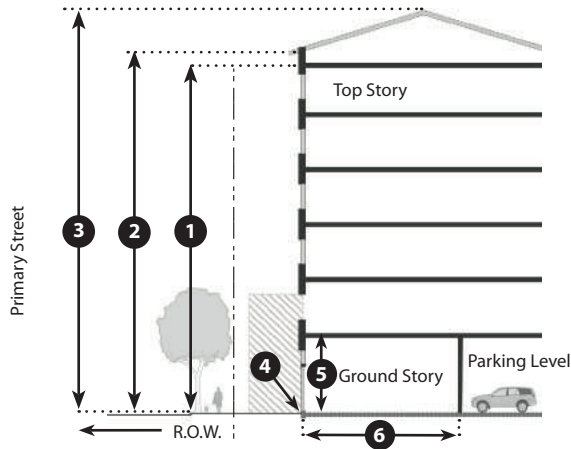 Top Story
3
2
1
Primary Street
4
5
Ground Story
Parking Level
R.O.W.
6